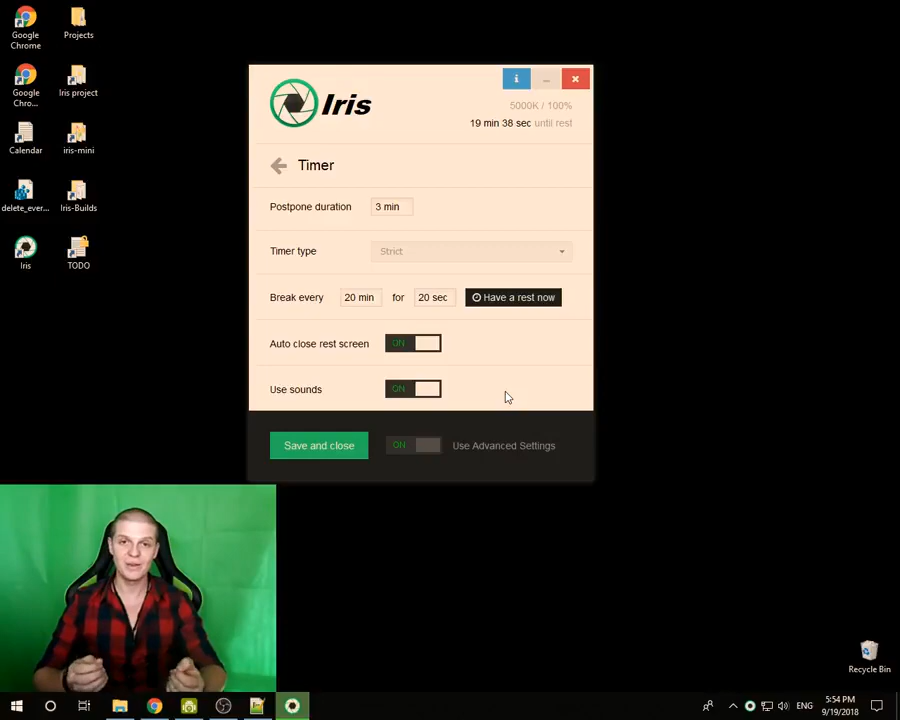 Google
Chrome
Projects
Google
Chro...
Iris project
Calendar
iris-mini
delete_ever...
Iris-Builds
Iris
TODO
i
Iris
5000K / 100%
19 min 38 sec until rest
Timer
Postpone duration 3 min
Timer type Strict
Break every 20 min for 20 sec Have a rest now
Auto close rest screen ON
Use sounds ON
Save and close ON Use Advanced Settings
Recycle Bin
ENG
5:54 PM
9/19/2018